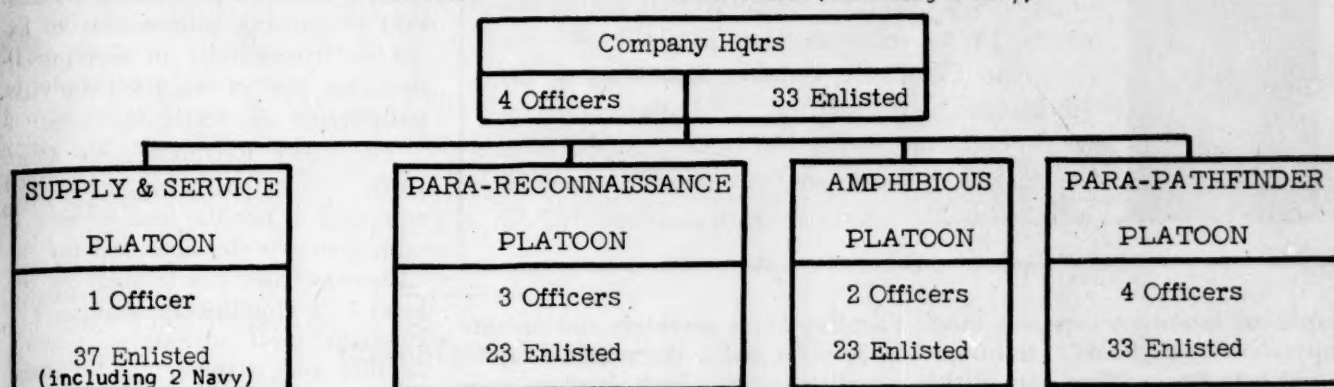 Company Hqtrs
4 Officers 33 Enlisted
SUPPLY & SERVICE
PLATOON
1 Officer
37 Enlisted
(including 2 Navy)
PARA-RECONNAISSANCE
PLATOON
3 Officers
23 Enlisted
AMPHIBIOUS
PLATOON
2 Officers
23 Enlisted
PARA-PATHFINDER
PLATOON
4 Officers
33 Enlisted